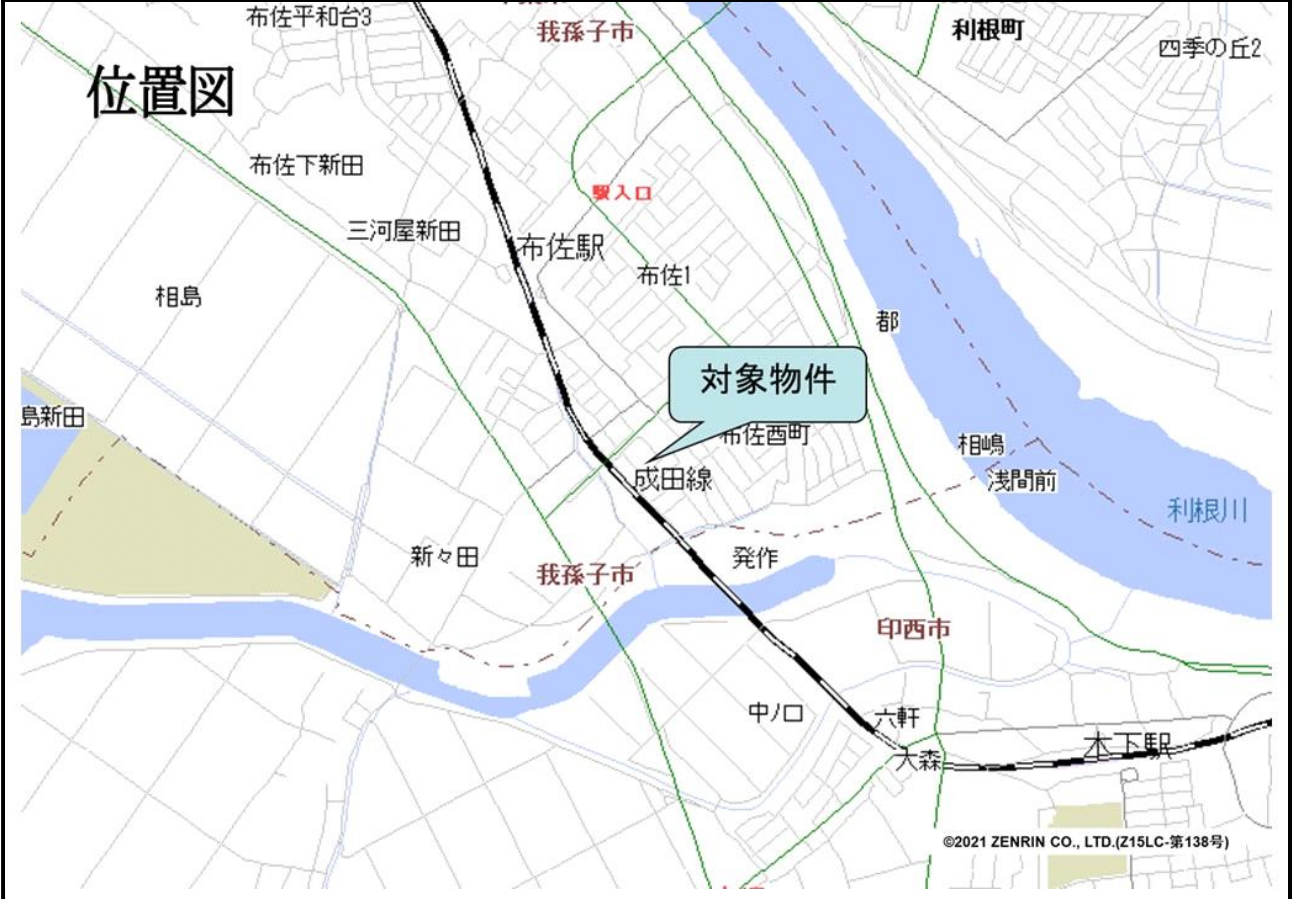 布佐平和台3
我孫子市
利根町
四季の丘2
位置図
布佐下新田
駅入口
三河屋新田
布佐駅
布佐1
相島
都
対象物件
島新田
布佐酉町
相嶋
成田線
浅間前
利根川
新々田
我孫子市
発作
印西市
中ノ口
六軒
大森
木下駅
©2021 ZENRIN CO., LTD.(Z15LC-第138号)